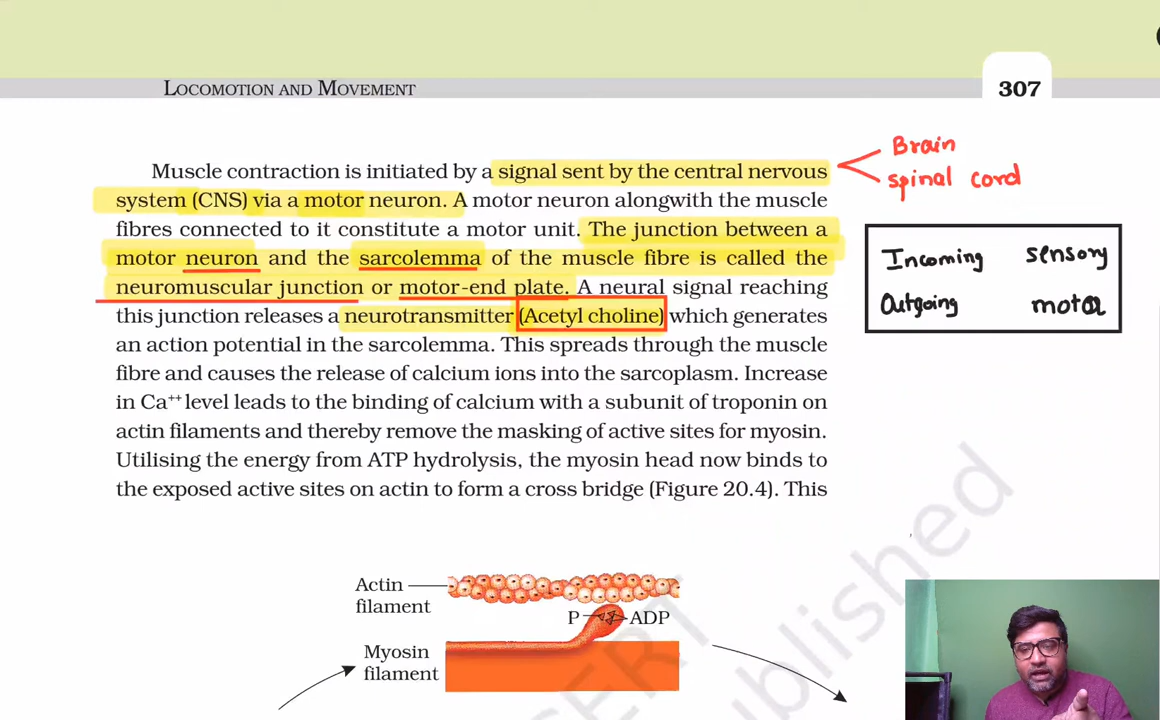 LOCOMOTION AND MOVEMENT
307
Muscle contraction is initiated by a signal sent by the central nervous
system (CNS) via a motor neuron. A motor neuron alongwith the muscle
fibres connected to it constitute a motor unit. The junction between a
motor neuron and the sarcolemma of the muscle fibre is called the
neuromuscular junction or motor-end plate. A neural signal reaching
this junction releases a neurotransmitter (Acetyl choline) which generates
an action potential in the sarcolemma. This spreads through the muscle
fibre and causes the release of calcium ions into the sarcoplasm. Increase
in Ca⁺⁺ level leads to the binding of calcium with a subunit of troponin on
actin filaments and thereby remove the masking of active sites for myosin.
Utilising the energy from ATP hydrolysis, the myosin head now binds to
the exposed active sites on actin to form a cross bridge (Figure 20.4). This
Brain
spinal cord
Incoming sensory
Outgoing motor
Actin
filament
P ADP
Myosin
filament